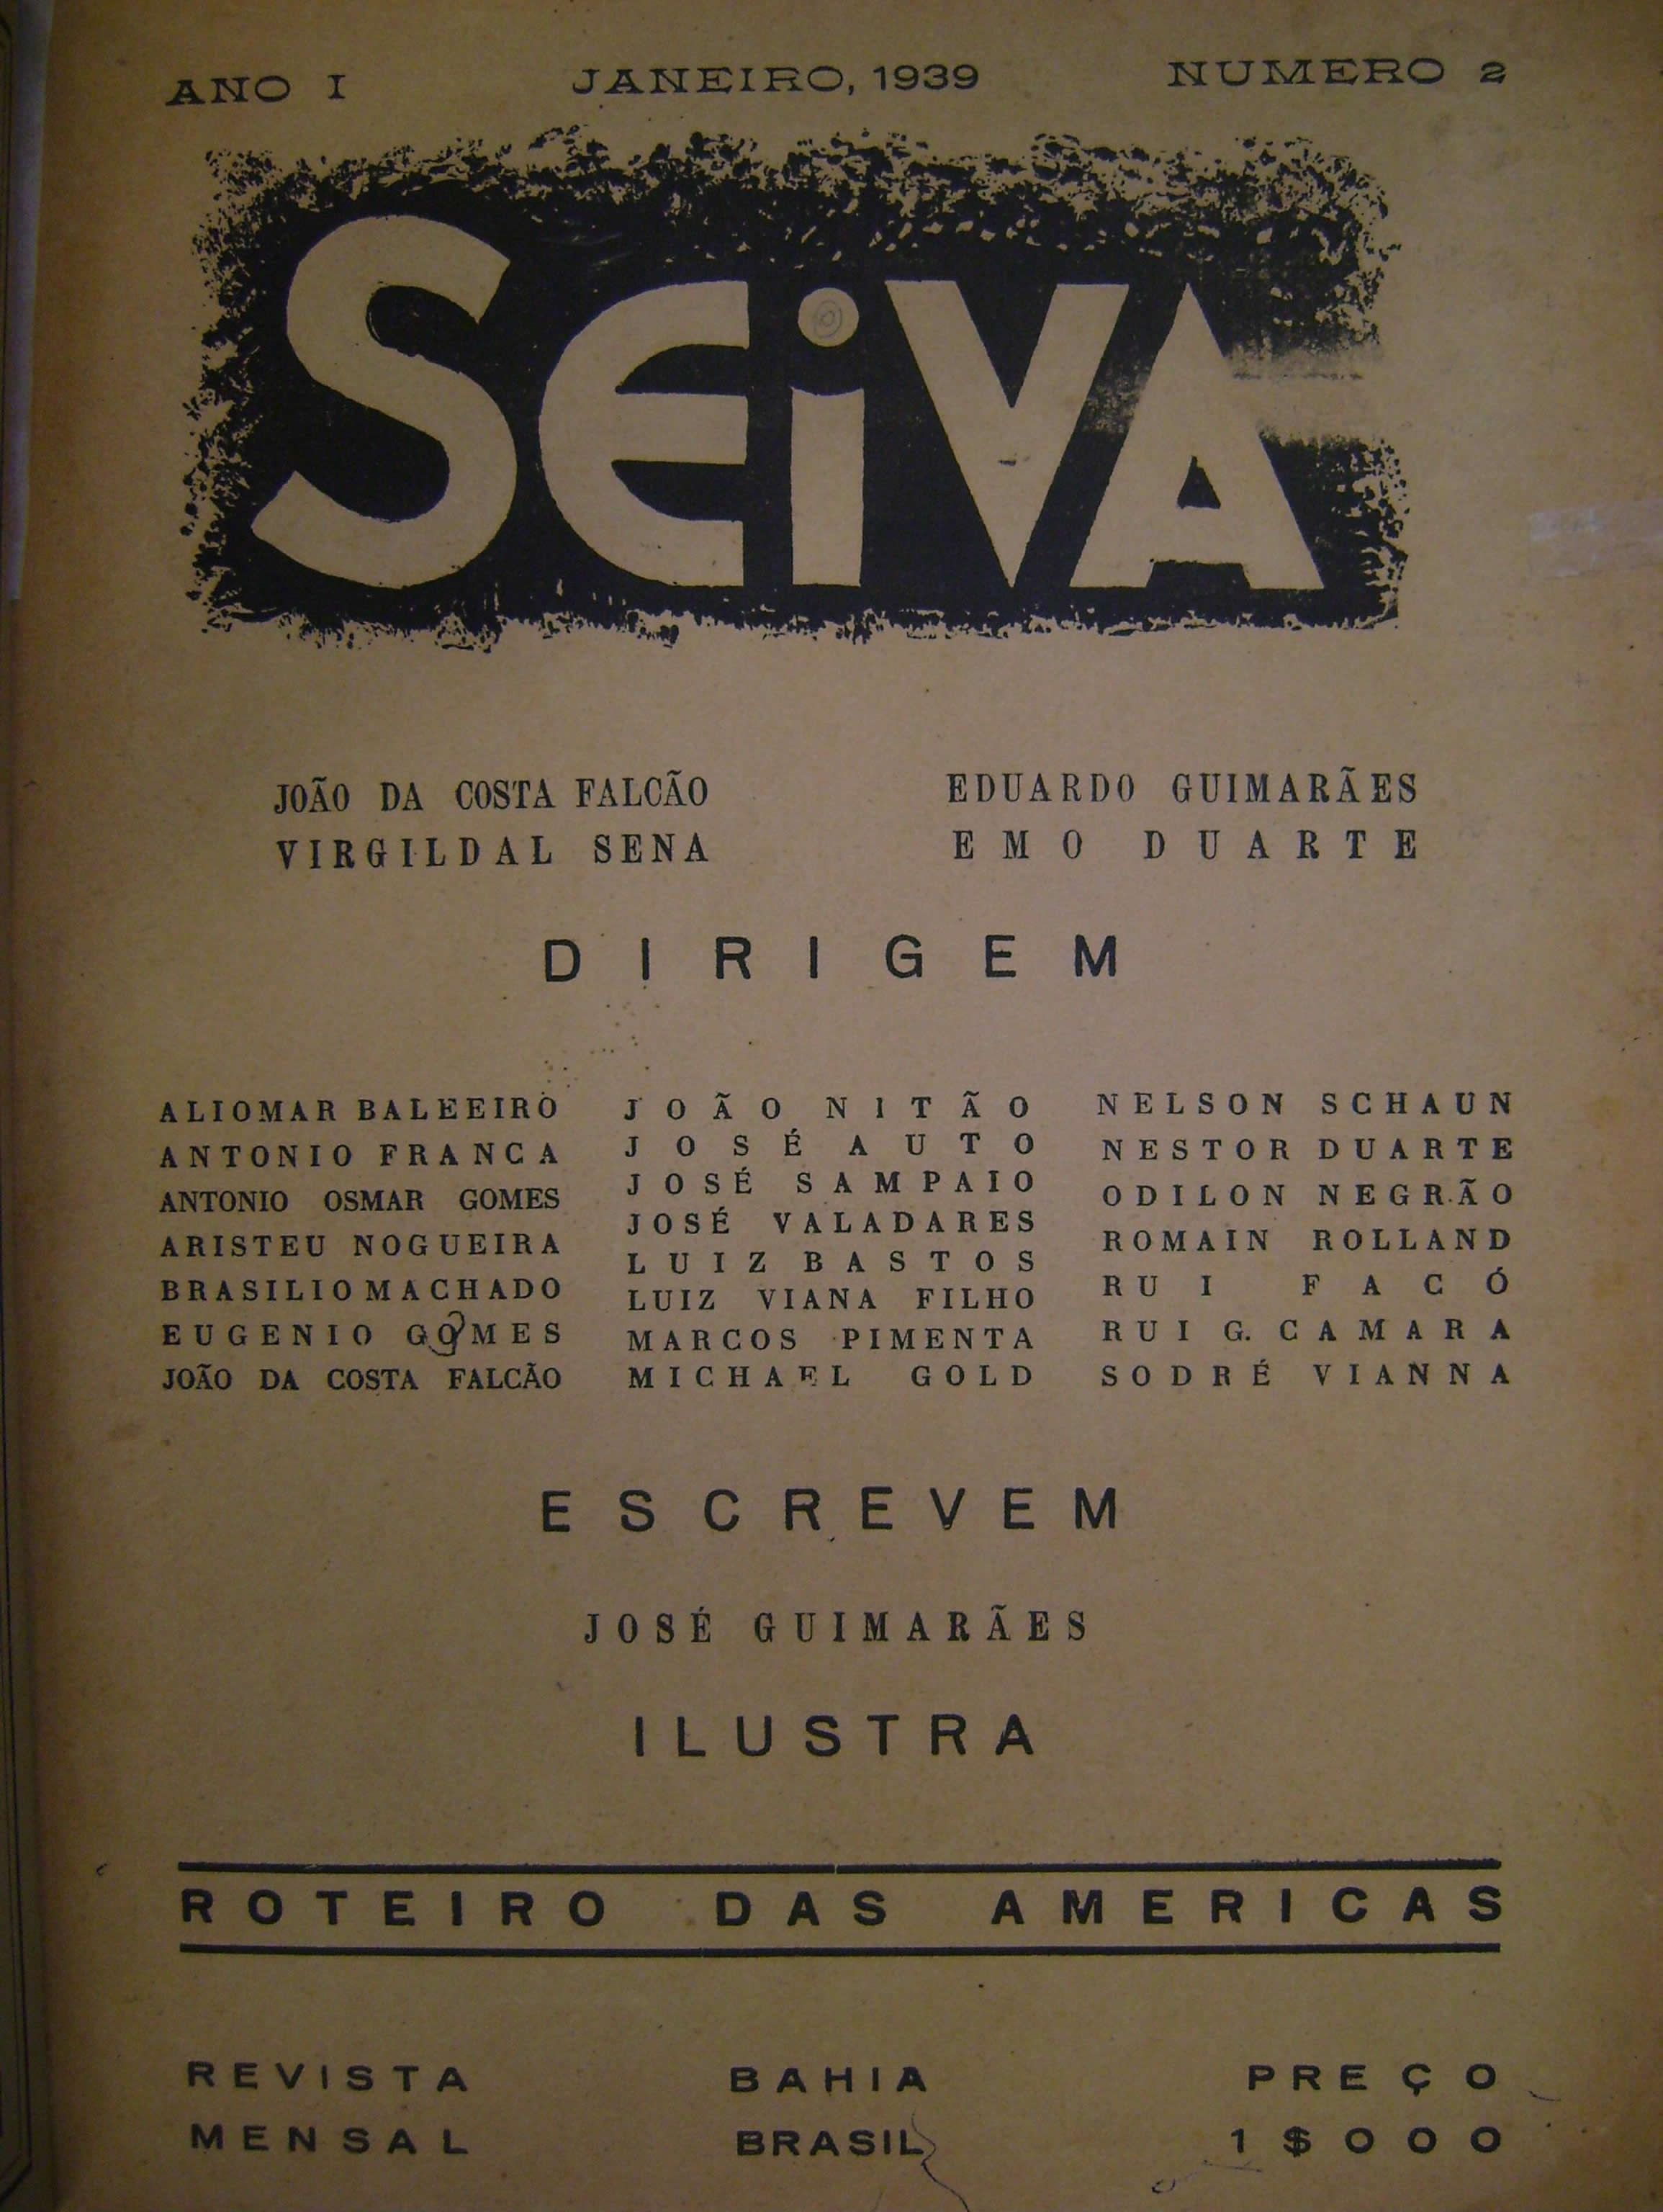 ANO I JANEIRO, 1939 NUMERO 2
SEiVA
JOÃO DA COSTA FALCÃO
VIRGILDAL SENA
EDUARDO GUIMARÃES
EMO DUARTE
DIRIGEM
ALIOMAR BALEEIRO
ANTONIO FRANCA
ANTONIO OSMAR GOMES
ARISTEU NOGUEIRA
BRASILIO MACHADO
EUGENIO GOMES
JOÃO DA COSTA FALCÃO
JOÃO NITÃO
JOSÉ AUTO
JOSÉ SAMPAIO
JOSÉ VALADARES
LUIZ BASTOS
LUIZ VIANA FILHO
MARCOS PIMENTA
MICHAEL GOLD
NELSON SCHAUN
NESTOR DUARTE
ODILON NEGRÃO
ROMAIN ROLLAND
RUI FACÓ
RUI G. CAMARA
SODRÉ VIANNA
ESCREVEM
JOSÉ GUIMARÃES
ILUSTRA
ROTEIRO DAS AMERICAS
REVISTA
MENSAL
BAHIA
BRASIL
PREÇO
1$000